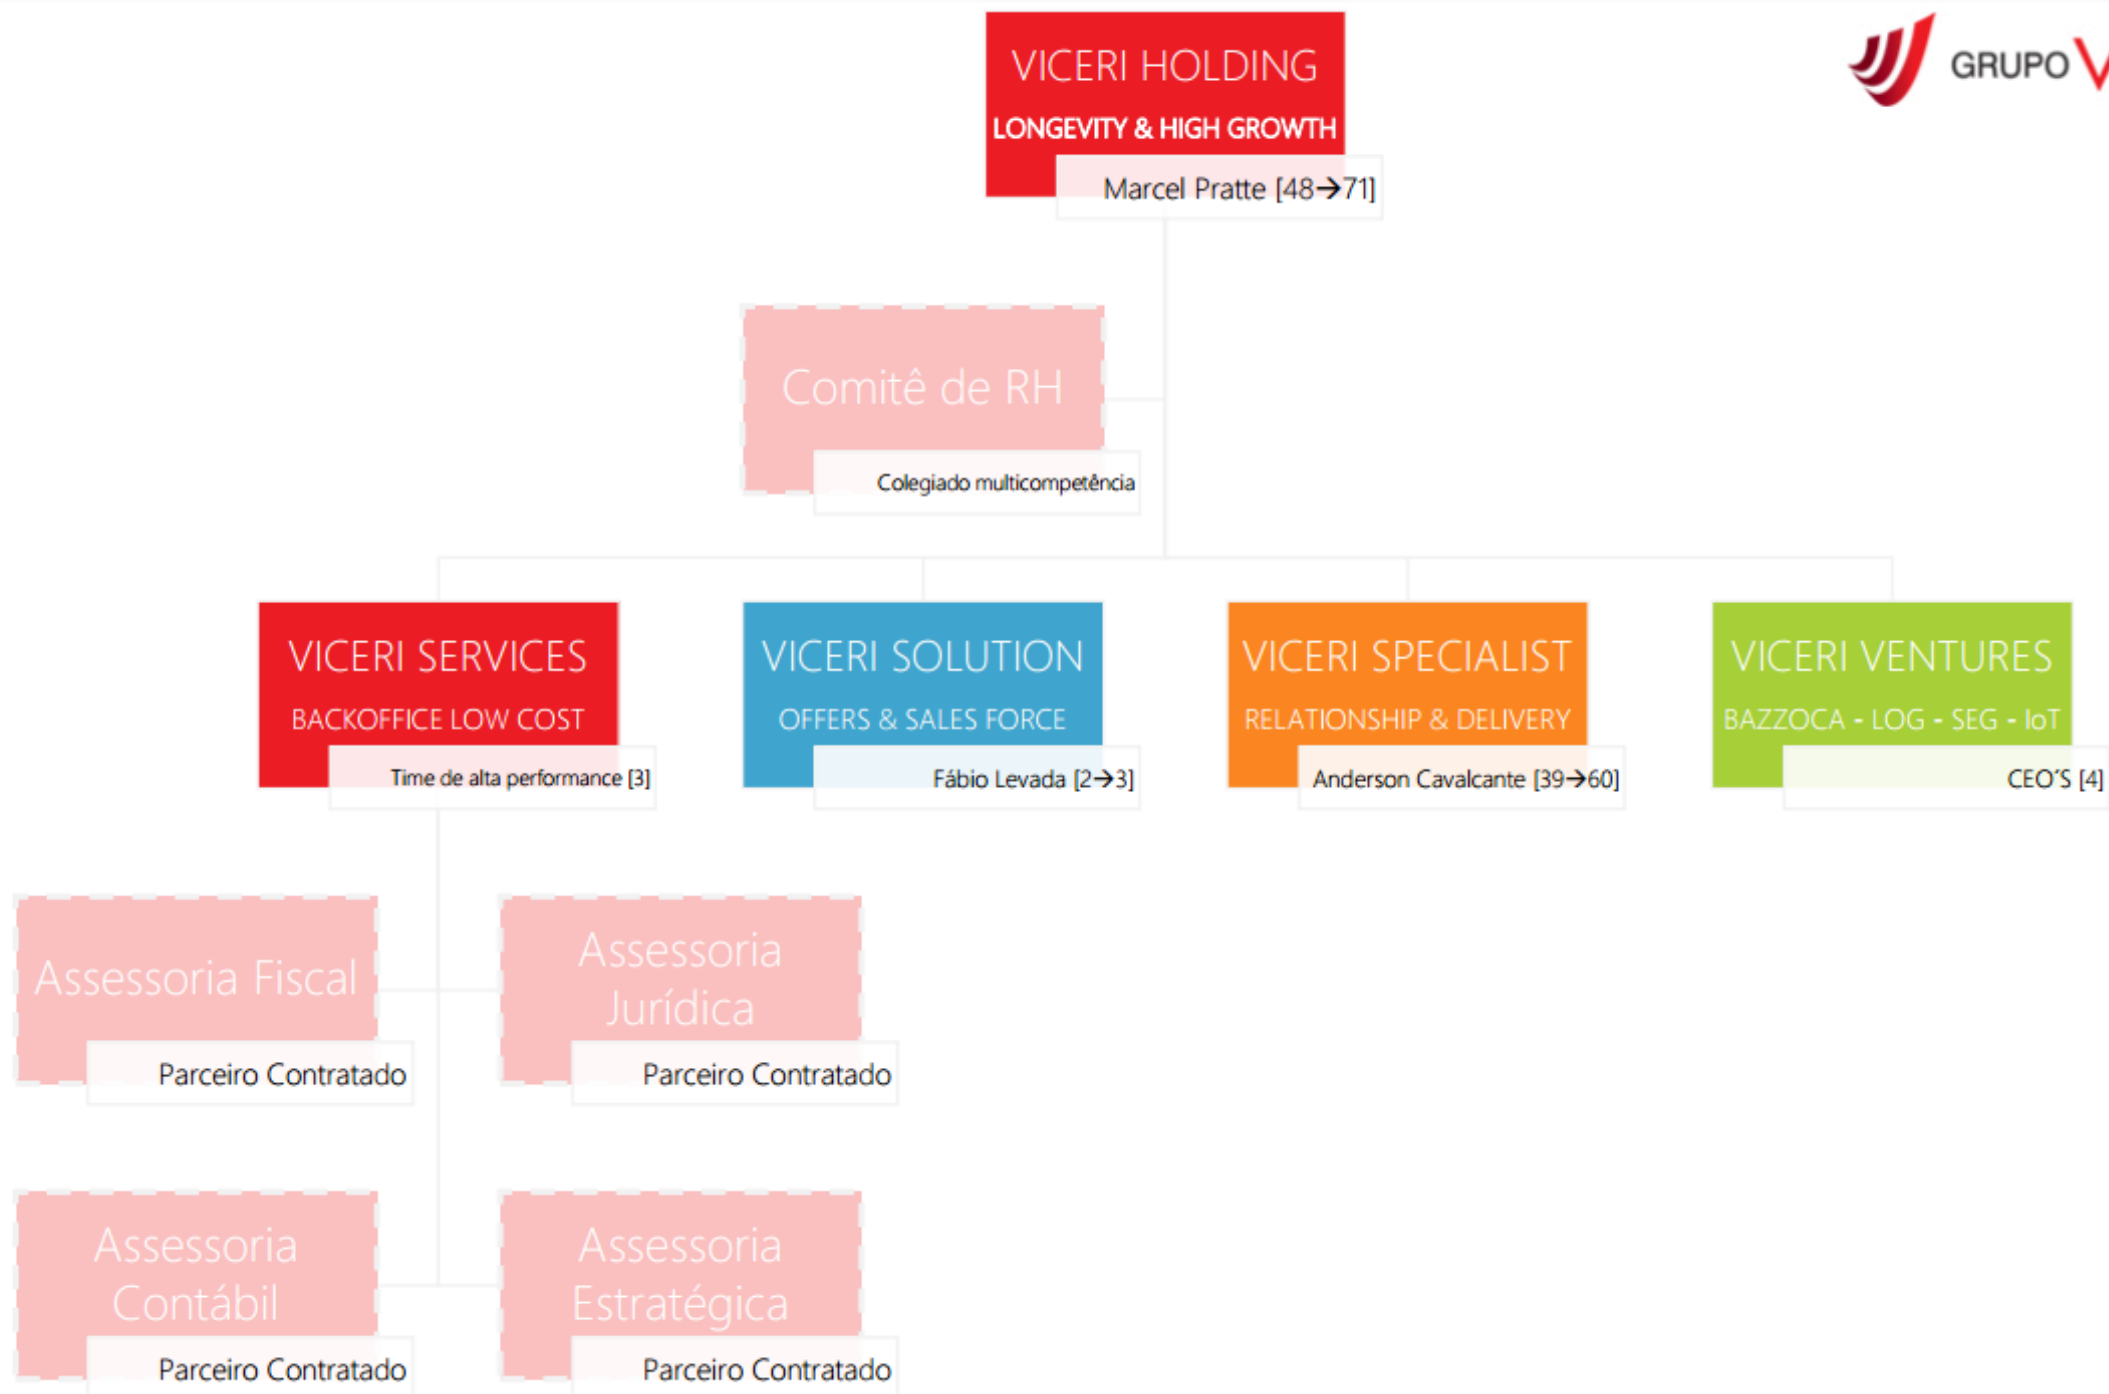 VICERI HOLDING
LONGEVITY & HIGH GROWTH
Marcel Pratte [48→71]
GRUPO V
Comitê de RH
Colegiado multicompetência
VICERI SERVICES
BACKOFFICE LOW COST
Time de alta performance [3]
VICERI SOLUTION
OFFERS & SALES FORCE
Fábio Levada [2→3]
VICERI SPECIALIST
RELATIONSHIP & DELIVERY
Anderson Cavalcante [39→60]
VICERI VENTURES
BAZZOCA - LOG - SEG - IoT
CEO´S [4]
Assessoria Fiscal
Parceiro Contratado
Assessoria
Jurídica
Parceiro Contratado
Assessoria
Contábil
Parceiro Contratado
Assessoria
Estratégica
Parceiro Contratado